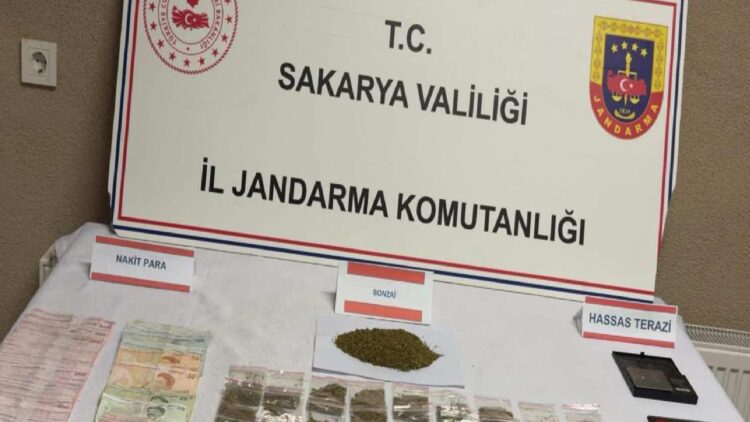 T.C.
SAKARYA VALİLİĞİ
İL JANDARMA KOMUTANLIĞI
JANDARMA
NAKİT PARA
BONZAİ
HASSAS TERAZİ